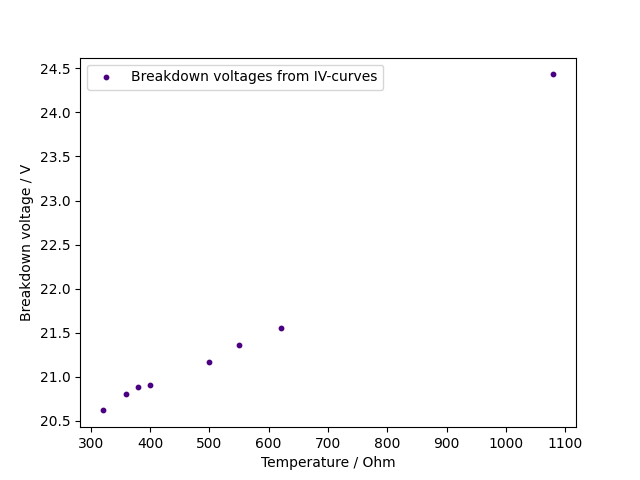 Breakdown voltages from IV-curves
24.5
24.0
23.5
23.0
22.5
22.0
21.5
21.0
20.5
Breakdown voltage / V
300 400 500 600 700 800 900 1000 1100
Temperature / Ohm